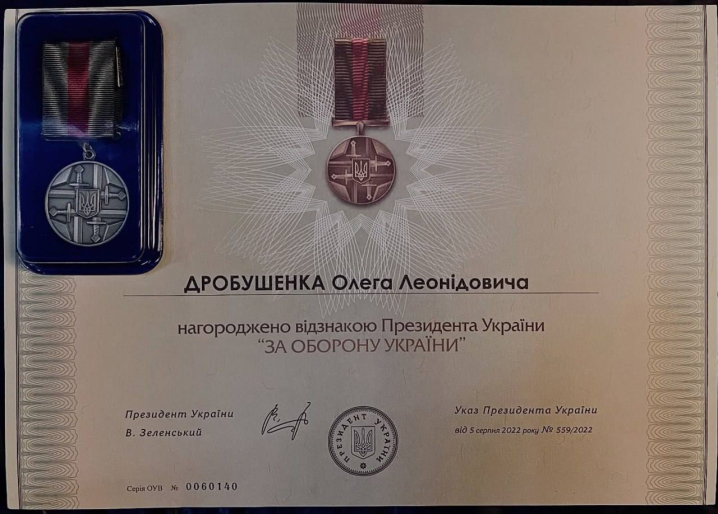 ДРОБУШЕНКА Олега Леонідовича
нагороджено відзнакою Президента України
“ЗА ОБОРОНУ УКРАЇНИ”
Президент України
В. Зеленський
ПРЕЗИДЕНТ УКРАЇНИ
Указ Президента України
від 5 серпня 2022 року № 559/2022
Серія ОУВ № 0060140